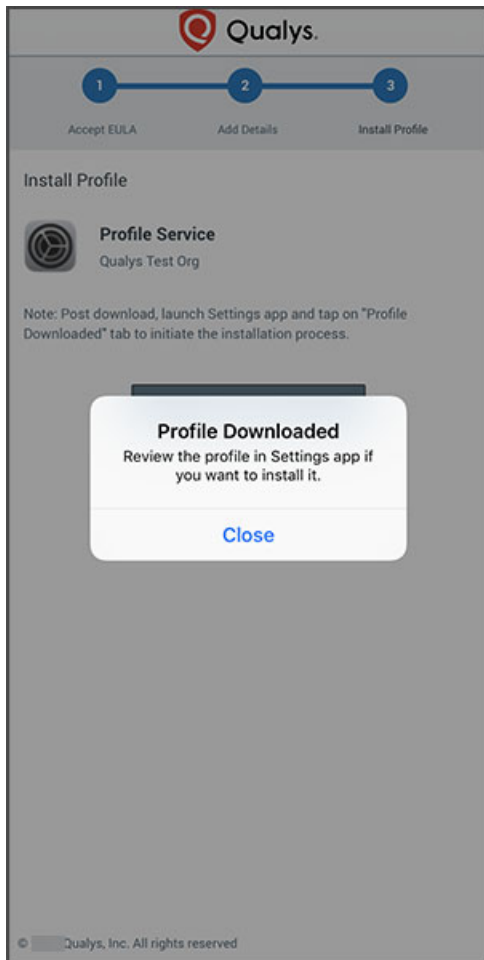 Qualys.
1
2
3
Accept EULA
Add Details
Install Profile
Install Profile
Profile Service
Qualys Test Org
Note: Post download, launch Settings app and tap on "Profile
Downloaded" tab to initiate the installation process.
Profile Downloaded
Review the profile in Settings app if
you want to install it.
Close
© Qualys, Inc. All rights reserved